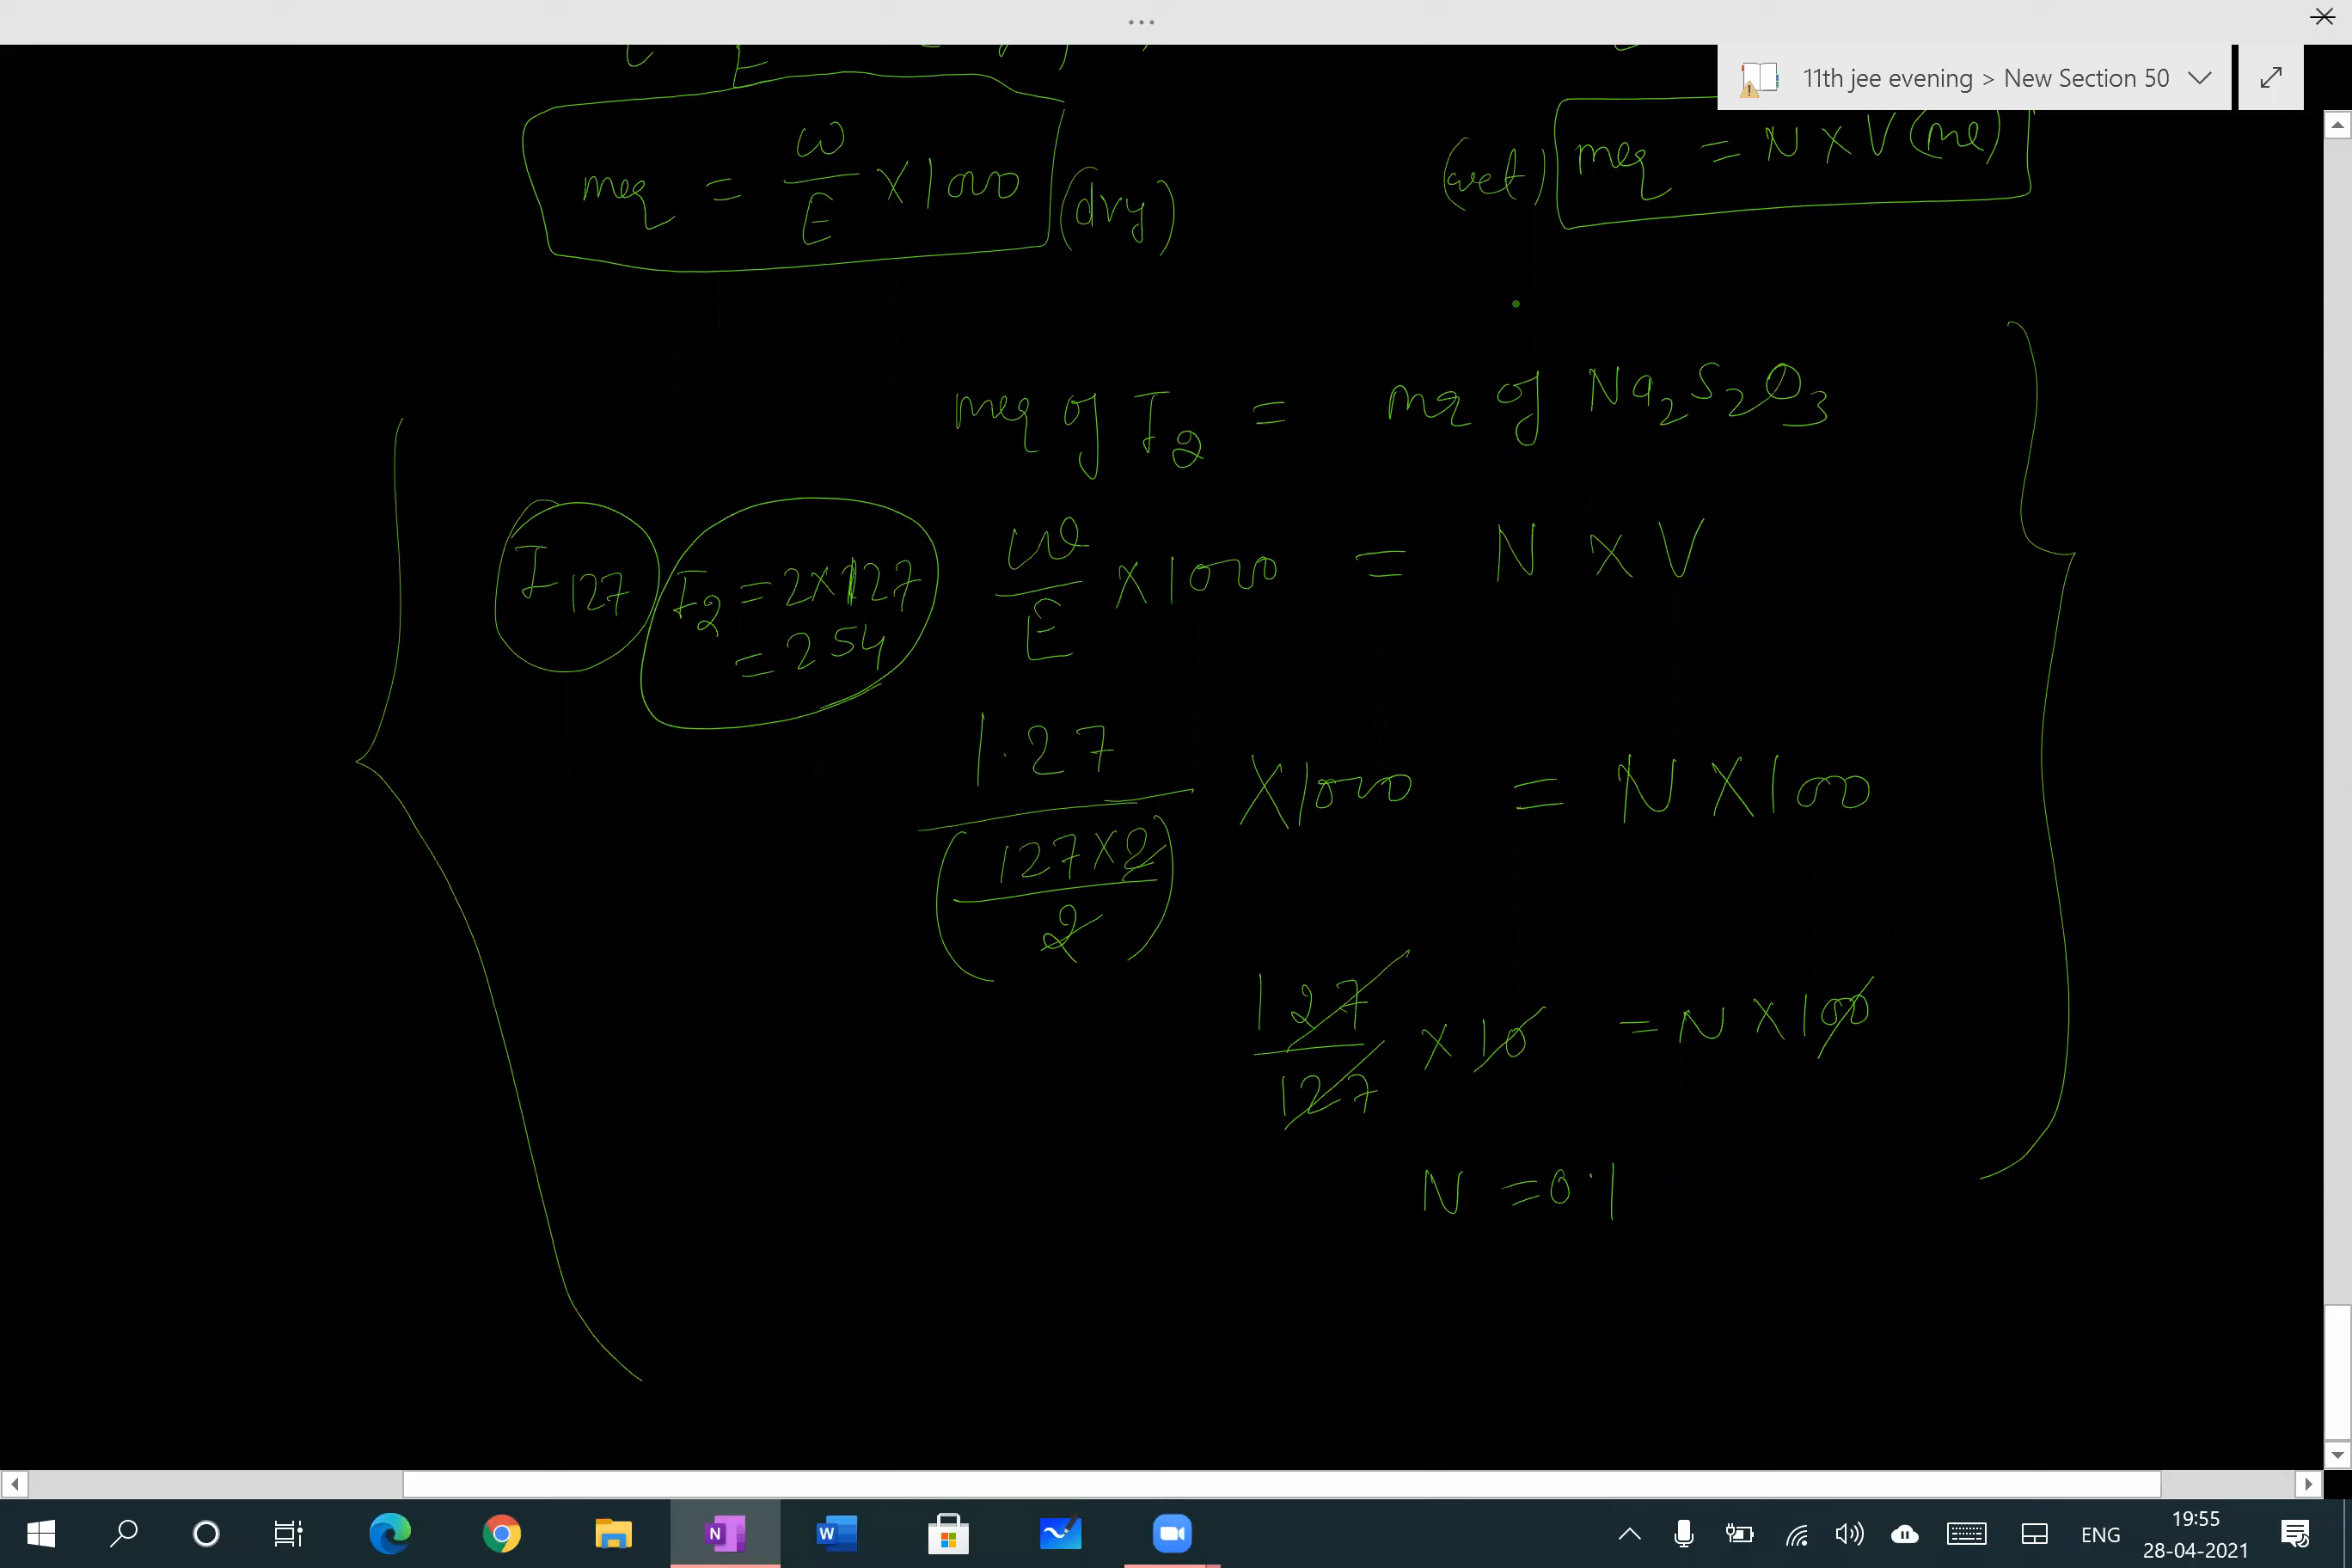 11th jee evening > New Section 50
meq = w/E × 1000 (dry)
(wet) meq = N × V (ml)
meq of I₂ = meq of Na₂S₂O₃
I 127
I₂ = 2×127
= 254
w/E × 1000 = N × V
1.27/(127×2/2) × 1000 = N × 100
127/127 × 10 = N × 100
N = 0.1
ENG
19:55
28-04-2021